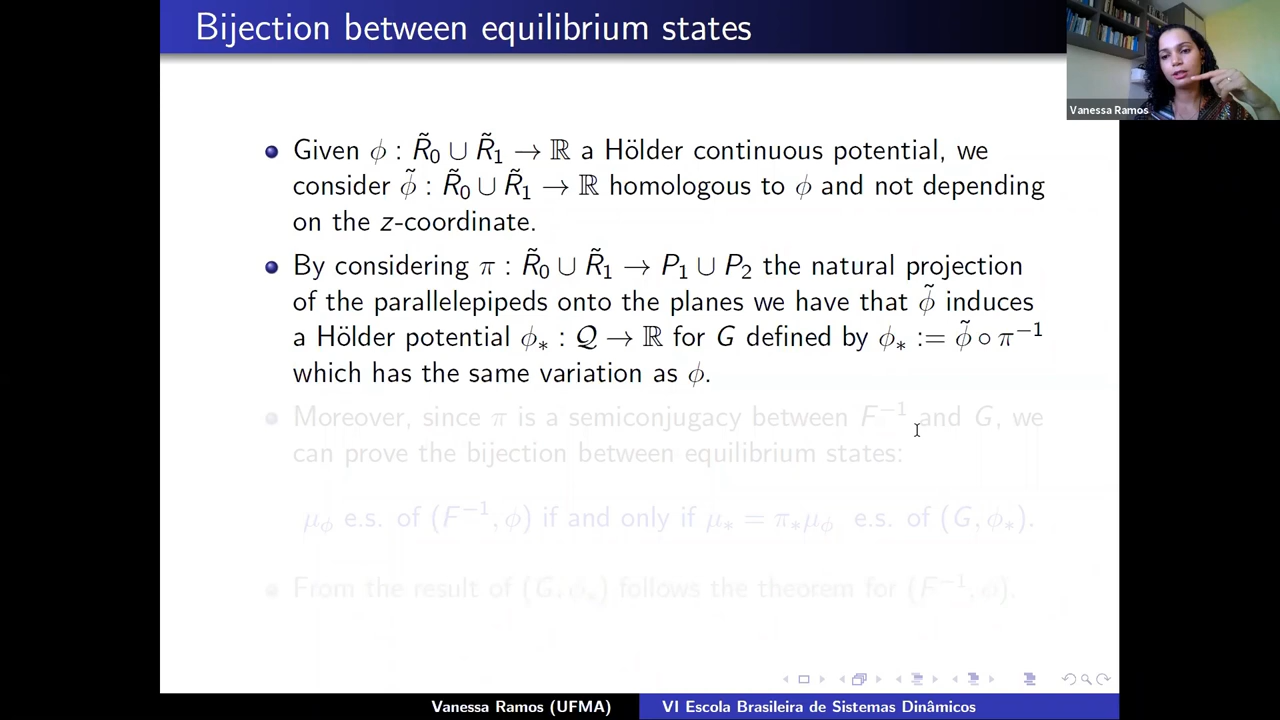 Bijection between equilibrium states
Vanessa Ramos
Given ϕ : R̃₀ ∪ R̃₁ → ℝ a Hölder continuous potential, we
consider ϕ̃ : R̃₀ ∪ R̃₁ → ℝ homologous to ϕ and not depending
on the z-coordinate.
By considering π : R̃₀ ∪ R̃₁ → P₁ ∪ P₂ the natural projection
of the parallelepipeds onto the planes we have that ϕ̃ induces
a Hölder potential ϕ∗ : 𝒬 → ℝ for G defined by ϕ∗ := ϕ̃ ∘ π⁻¹
which has the same variation as ϕ.
Moreover, since π is a semiconjugacy between F⁻¹ and G, we
can prove the bijection between equilibrium states:
μ_ϕ e.s. of (F⁻¹, ϕ) if and only if μ∗ = π∗μ_ϕ e.s. of (G, ϕ∗).
From the result of (G, ϕ∗) follows the theorem for (F⁻¹, ϕ).
Vanessa Ramos (UFMA)
VI Escola Brasileira de Sistemas Dinâmicos